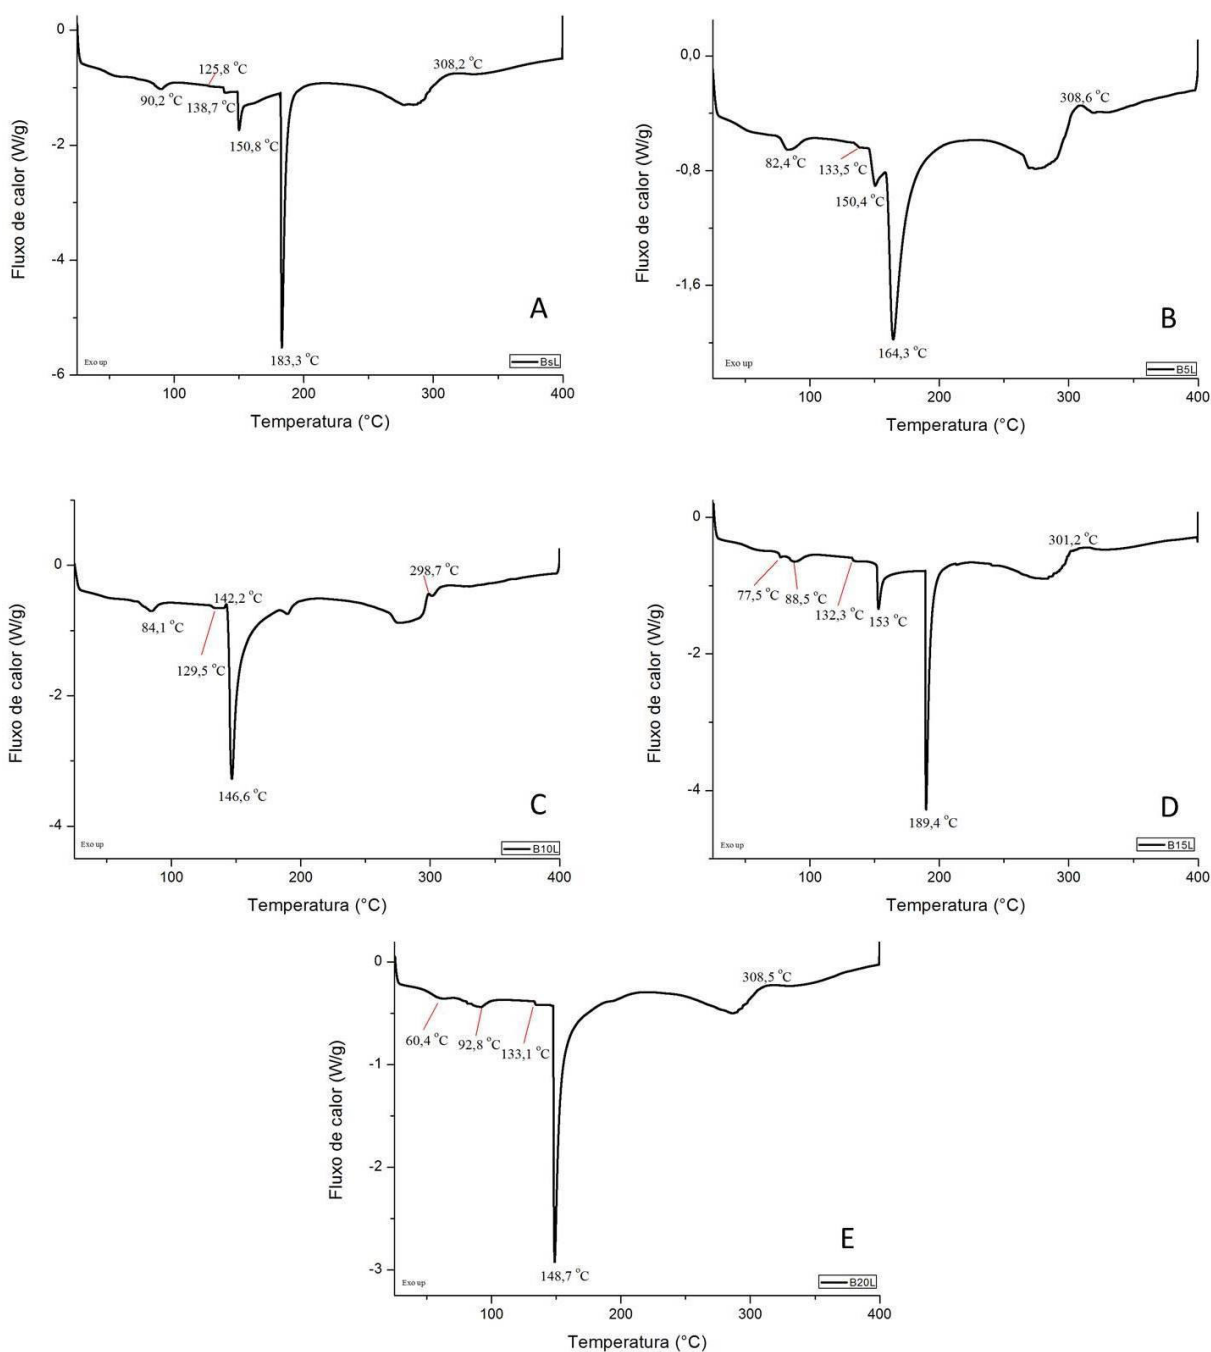 0
-2
-4
-6
Fluxo de calor (W/g)
90,2 °C
125,8 °C
138,7 °C
150,8 °C
183,3 °C
308,2 °C
A
Exo up
BsL
100
200
300
400
Temperatura (°C)
0,0
-0,8
-1,6
Fluxo de calor (W/g)
82,4 °C
133,5 °C
150,4 °C
164,3 °C
308,6 °C
B
Exo up
B5L
100
200
300
400
Temperatura (°C)
0
-2
-4
Fluxo de calor (W/g)
84,1 °C
142,2 °C
129,5 °C
146,6 °C
298,7 °C
C
Exo up
B10L
100
200
300
400
Temperatura (°C)
0
-2
-4
Fluxo de calor (W/g)
77,5 °C
88,5 °C
132,3 °C
153 °C
189,4 °C
301,2 °C
D
Exo up
B15L
100
200
300
400
Temperatura (°C)
0
-1
-2
-3
Fluxo de calor (W/g)
60,4 °C
92,8 °C
133,1 °C
148,7 °C
308,5 °C
E
Exo up
B20L
100
200
300
400
Temperatura (°C)